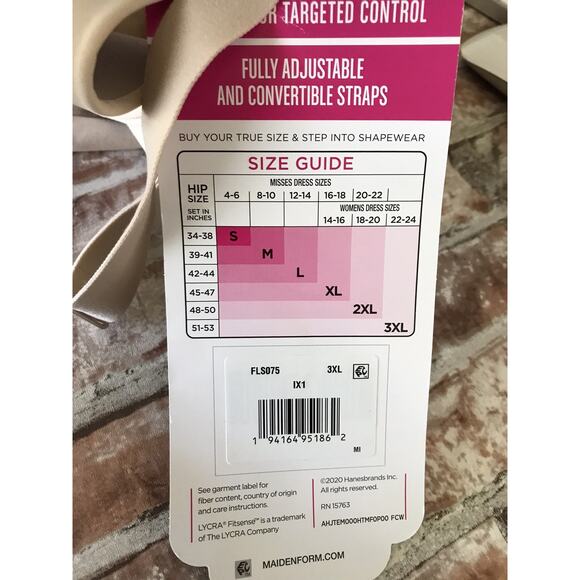 R TARGETED CONTROL
FULLY ADJUSTABLE
AND CONVERTIBLE STRAPS
BUY YOUR TRUE SIZE & STEP INTO SHAPEWEAR
SIZE GUIDE
HIP SIZE SET IN INCHES
MISSES DRESS SIZES
4-6 8-10 12-14 16-18 20-22
WOMENS DRESS SIZES
14-16 18-20 22-24
34-38 S
39-41 M
42-44 L
45-47 XL
48-50 2XL
51-53 3XL
FLS075 3XL
IX1
1 94164 95186 2
MI
See garment label for
fiber content, country of origin
and care instructions.
LYCRA® Fitsense™ is a trademark
of The LYCRA Company
©2020 Hanesbrands Inc.
All rights reserved.
RN 15763
AHJTEM000HTMF0P00 FCW
MAIDENFORM.COM